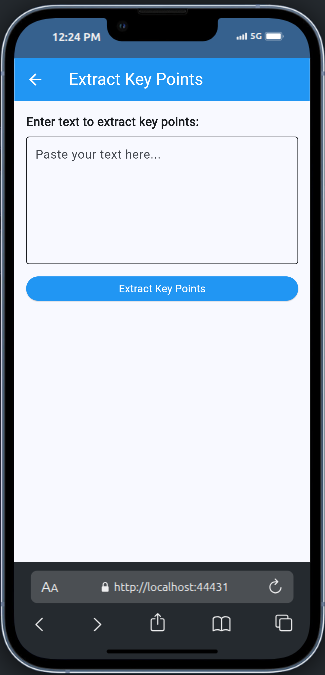 12:24 PM 5G
Extract Key Points
Enter text to extract key points:
Paste your text here...
Extract Key Points
AA http://localhost:44431